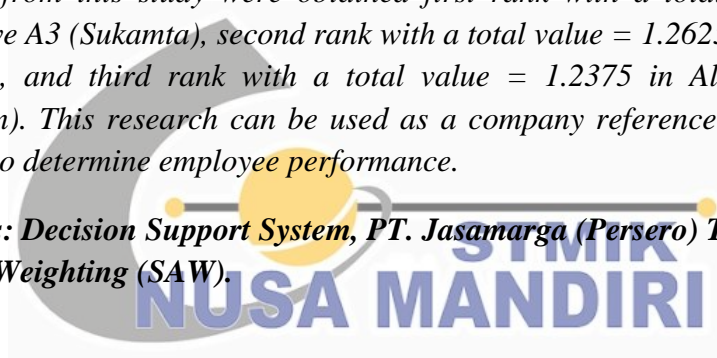 from this study were obtained first rank with a total
ve A3 (Sukamta), second rank with a total value = 1.262
, and third rank with a total value = 1.2375 in Al
). This research can be used as a company reference
o determine employee performance.
: Decision Support System, PT. Jasamarga (Persero) T
Weighting (SAW).
STMIK
NUSA MANDIRI